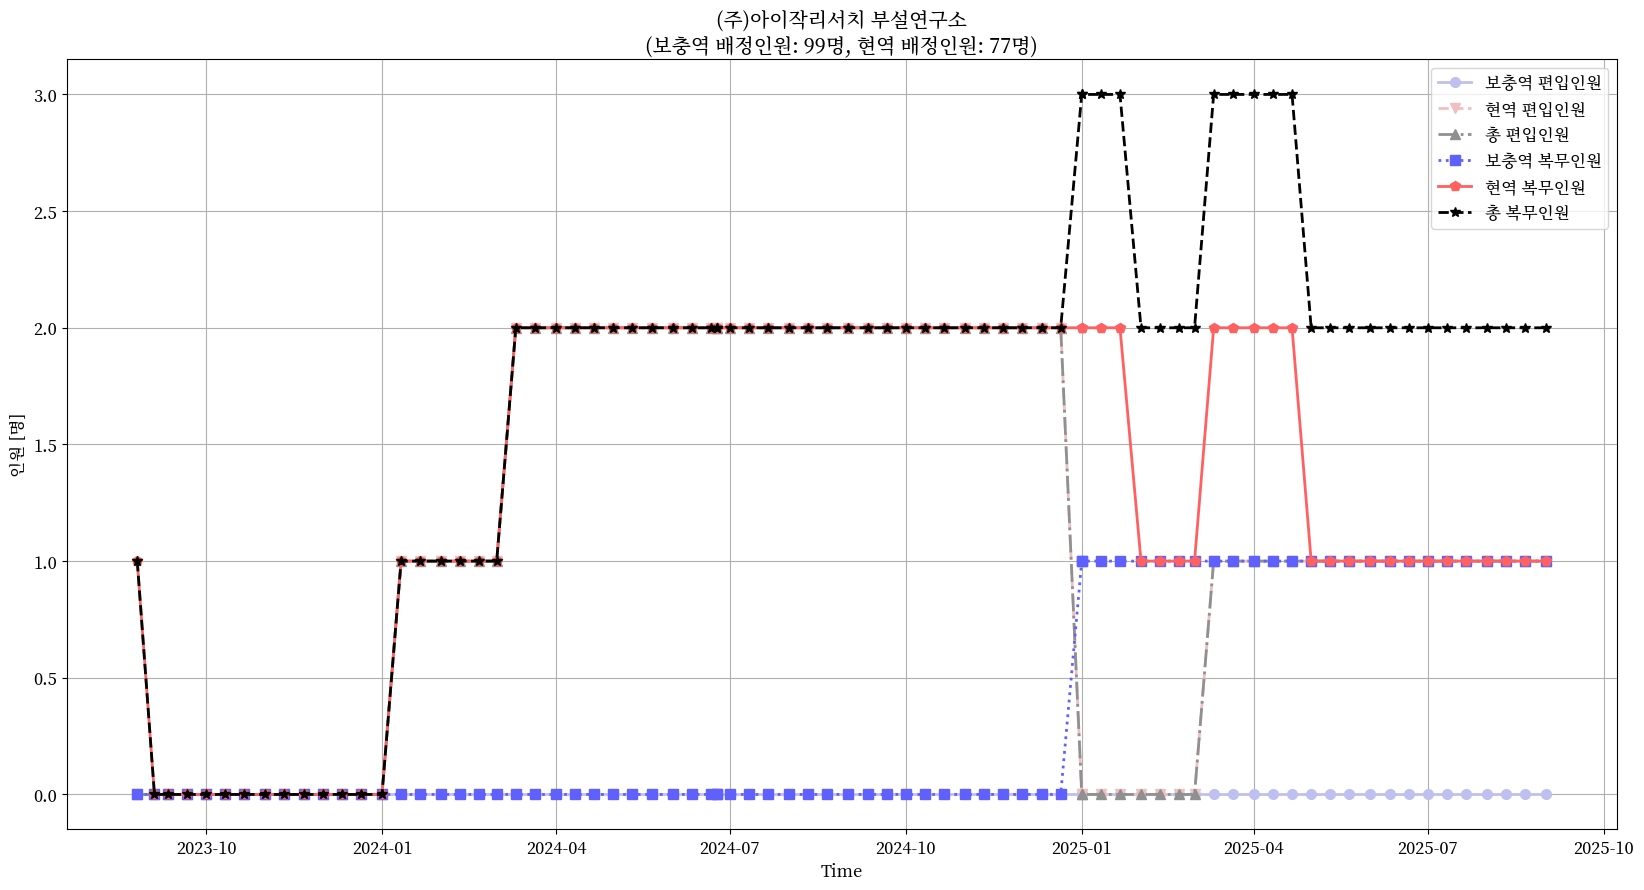 (주)아이작리서치 부설연구소
(보충역 배정인원: 99명, 현역 배정인원: 77명)
보충역 편입인원
현역 편입인원
총 편입인원
보충역 복무인원
현역 복무인원
총 복무인원
인원 [명]
3.0
2.5
2.0
1.5
1.0
0.5
0.0
2023-10
2024-01
2024-04
2024-07
2024-10
2025-01
2025-04
2025-07
2025-10
Time